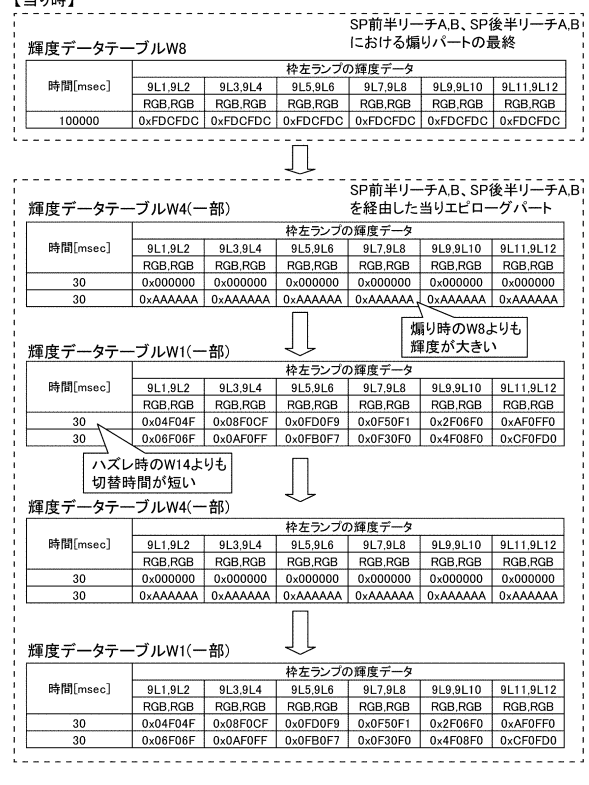 【当り時】
SP前半リーチA,B、SP後半リーチA,B
における煽りパートの最終
輝度データテーブルW8
時間[msec] 枠左ランプの輝度データ
9L1,9L2 9L3,9L4 9L5,9L6 9L7,9L8 9L9,9L10 9L11,9L12
RGB,RGB RGB,RGB RGB,RGB RGB,RGB RGB,RGB RGB,RGB
100000 0xFDCFDC 0xFDCFDC 0xFDCFDC 0xFDCFDC 0xFDCFDC 0xFDCFDC
SP前半リーチA,B、SP後半リーチA,B
を経由した当りエピローグパート
輝度データテーブルW4(一部)
時間[msec] 枠左ランプの輝度データ
9L1,9L2 9L3,9L4 9L5,9L6 9L7,9L8 9L9,9L10 9L11,9L12
RGB,RGB RGB,RGB RGB,RGB RGB,RGB RGB,RGB RGB,RGB
30 0x000000 0x000000 0x000000 0x000000 0x000000 0x000000
30 0xAAAAAA 0xAAAAAA 0xAAAAAA 0xAAAAAA 0xAAAAAA 0xAAAAAA
煽り時のW8よりも
輝度が大きい
輝度データテーブルW1(一部)
時間[msec] 枠左ランプの輝度データ
9L1,9L2 9L3,9L4 9L5,9L6 9L7,9L8 9L9,9L10 9L11,9L12
RGB,RGB RGB,RGB RGB,RGB RGB,RGB RGB,RGB RGB,RGB
30 0x04F04F 0x08F0CF 0x0FD0F9 0x0F50F1 0x2F06F0 0xAF0FF0
30 0x06F06F 0x0AF0FF 0x0FB0F7 0x0F30F0 0x4F08F0 0xCF0FD0
ハズレ時のW14よりも
切替時間が短い
輝度データテーブルW4(一部)
時間[msec] 枠左ランプの輝度データ
9L1,9L2 9L3,9L4 9L5,9L6 9L7,9L8 9L9,9L10 9L11,9L12
RGB,RGB RGB,RGB RGB,RGB RGB,RGB RGB,RGB RGB,RGB
30 0x000000 0x000000 0x000000 0x000000 0x000000 0x000000
30 0xAAAAAA 0xAAAAAA 0xAAAAAA 0xAAAAAA 0xAAAAAA 0xAAAAAA
輝度データテーブルW1(一部)
時間[msec] 枠左ランプの輝度データ
9L1,9L2 9L3,9L4 9L5,9L6 9L7,9L8 9L9,9L10 9L11,9L12
RGB,RGB RGB,RGB RGB,RGB RGB,RGB RGB,RGB RGB,RGB
30 0x04F04F 0x08F0CF 0x0FD0F9 0x0F50F1 0x2F06F0 0xAF0FF0
30 0x06F06F 0x0AF0FF 0x0FB0F7 0x0F30F0 0x4F08F0 0xCF0FD0